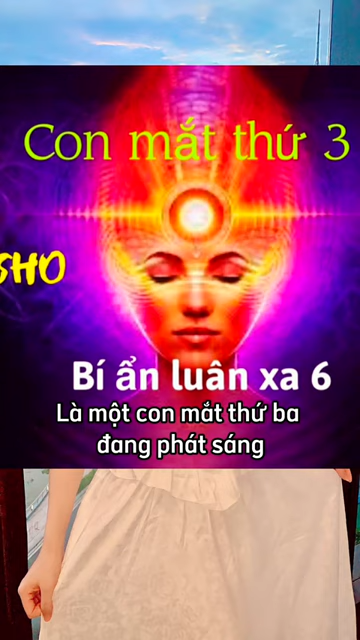 Con mắt thứ 3
SHO
Bí ẩn luân xa 6
Là một con mắt thứ ba
đang phát sáng